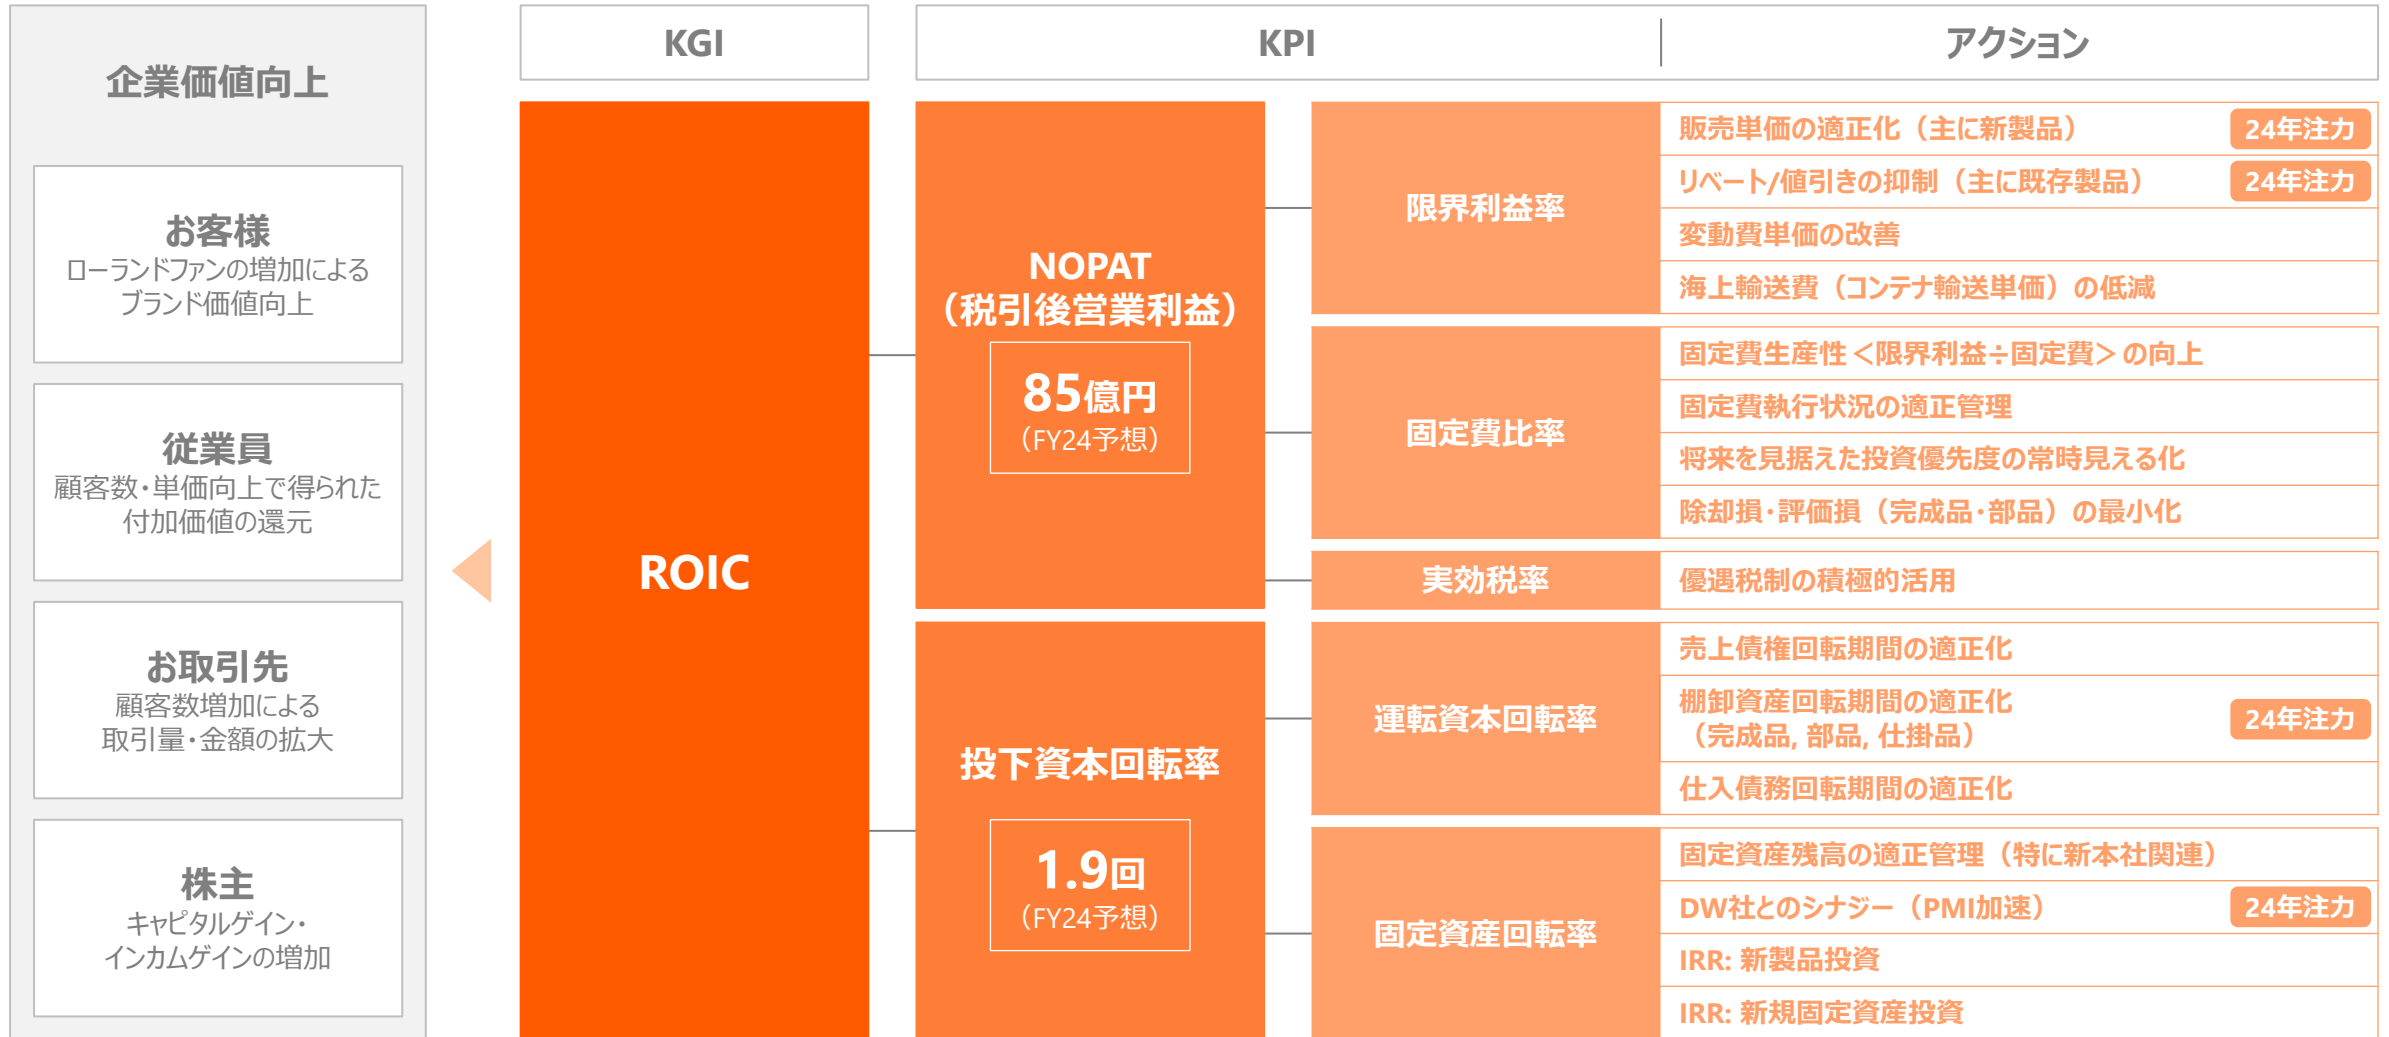 企業価値向上
お客様
ローランドファンの増加による
ブランド価値向上
従業員
顧客数・単価向上で得られた
付加価値の還元
お取引先
顧客数増加による
取引量・金額の拡大
株主
キャピタルゲイン・
インカムゲインの増加
KGI
ROIC
KPI
アクション
NOPAT
（税引後営業利益）
85億円
（FY24予想）
限界利益率
販売単価の適正化（主に新製品）
24年注力
リベート/値引きの抑制（主に既存製品）
24年注力
変動費単価の改善
海上輸送費（コンテナ輸送単価）の低減
固定費比率
固定費生産性＜限界利益÷固定費＞の向上
固定費執行状況の適正管理
将来を見据えた投資優先度の常時見える化
除却損・評価損（完成品・部品）の最小化
実効税率
優遇税制の積極的活用
投下資本回転率
1.9回
（FY24予想）
運転資本回転率
売上債権回転期間の適正化
棚卸資産回転期間の適正化
（完成品, 部品, 仕掛品）
24年注力
仕入債務回転期間の適正化
固定資産回転率
固定資産残高の適正管理（特に新本社関連）
DW社とのシナジー（PMI加速）
24年注力
IRR: 新製品投資
IRR: 新規固定資産投資